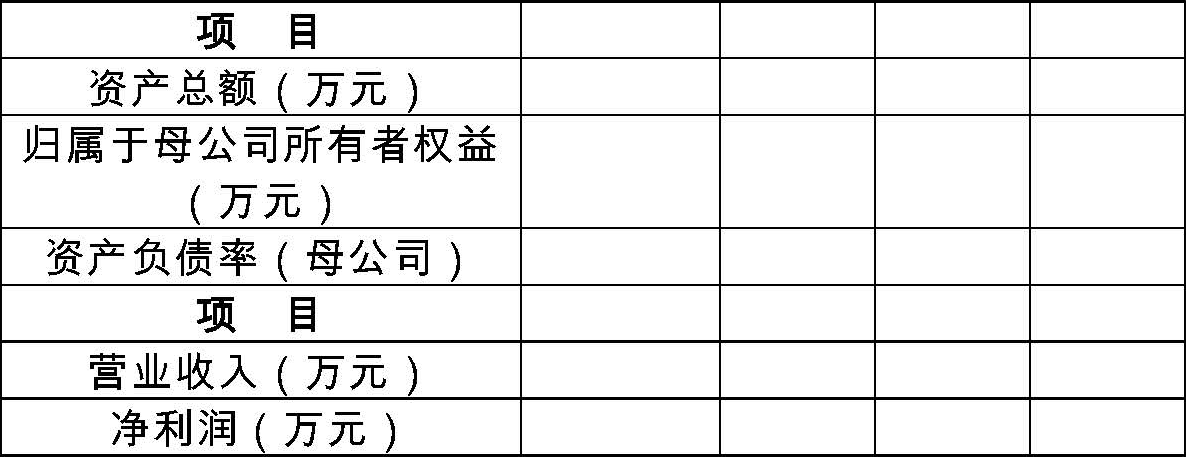 项　目
资产总额（万元）
归属于母公司所有者权益
（万元）
资产负债率（母公司）
项　目
营业收入（万元）
净利润（万元）